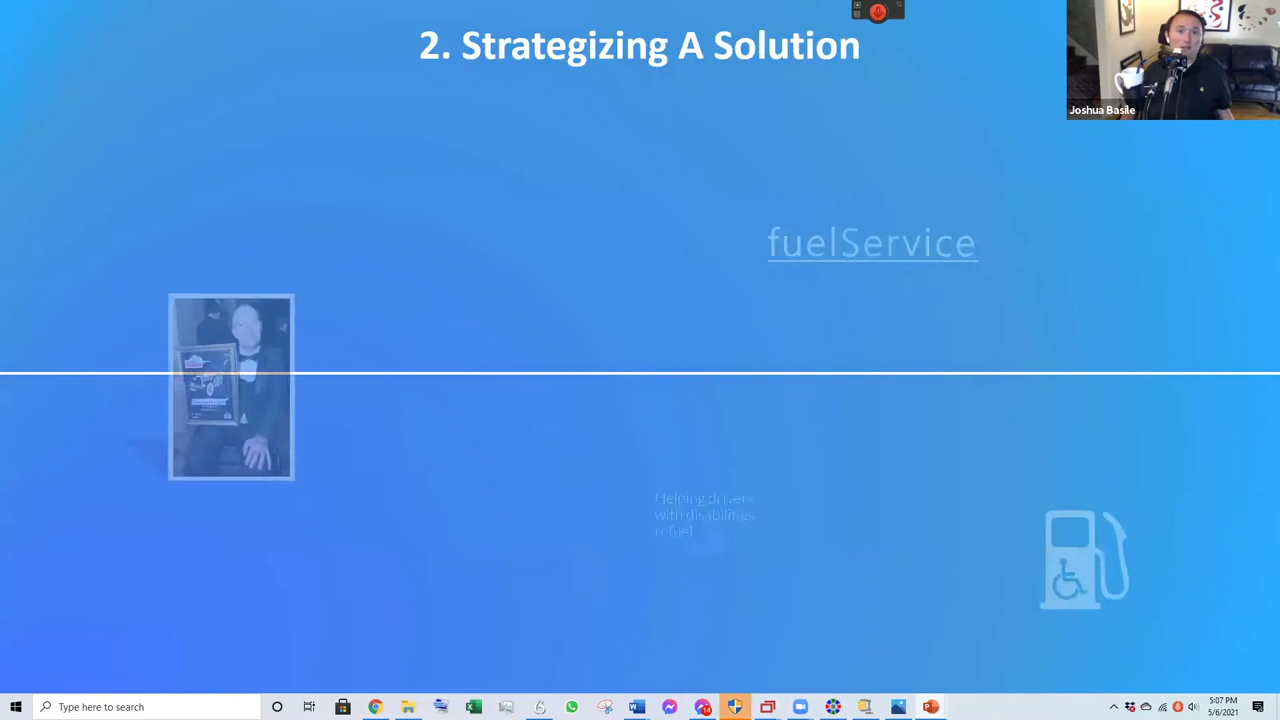 2. Strategizing A Solution
Joshua Basile
fuelService
Helping drivers
with disabilities
refuel
Type here to search
14
5:07 PM
5/6/2021